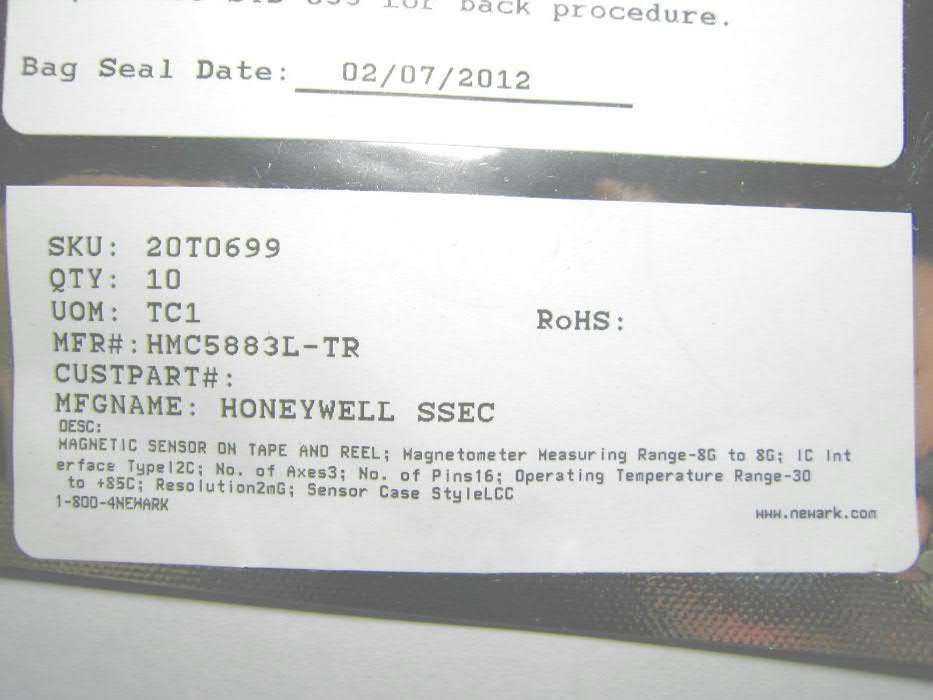 for back procedure.
Bag Seal Date: 02/07/2012
SKU: 20T0699
QTY: 10
UOM: TC1
RoHS:
MFR#:HMC5883L-TR
CUSTPART#:
MFGNAME: HONEYWELL SSEC
DESC:
MAGNETIC SENSOR ON TAPE AND REEL; Magnetometer Measuring Range-8G to 8G; IC Int
erface TypeI2C; No. of Axes3; No. of Pins16; Operating Temperature Range-30
to +85C; Resolution2mG; Sensor Case StyleLCC
1-800-4NEWARK
www.newark.com